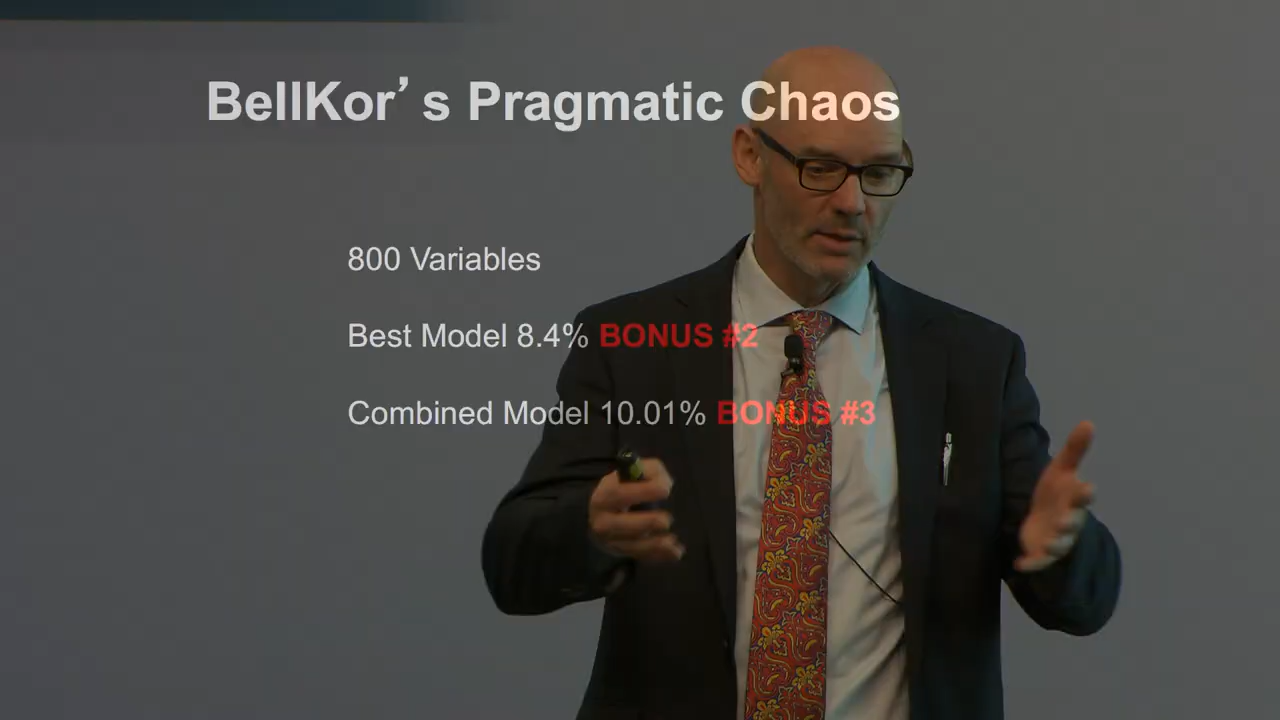 BellKor’s Pragmatic Chaos
800 Variables
Best Model 8.4% BONUS #2
Combined Model 10.01% BONUS #3